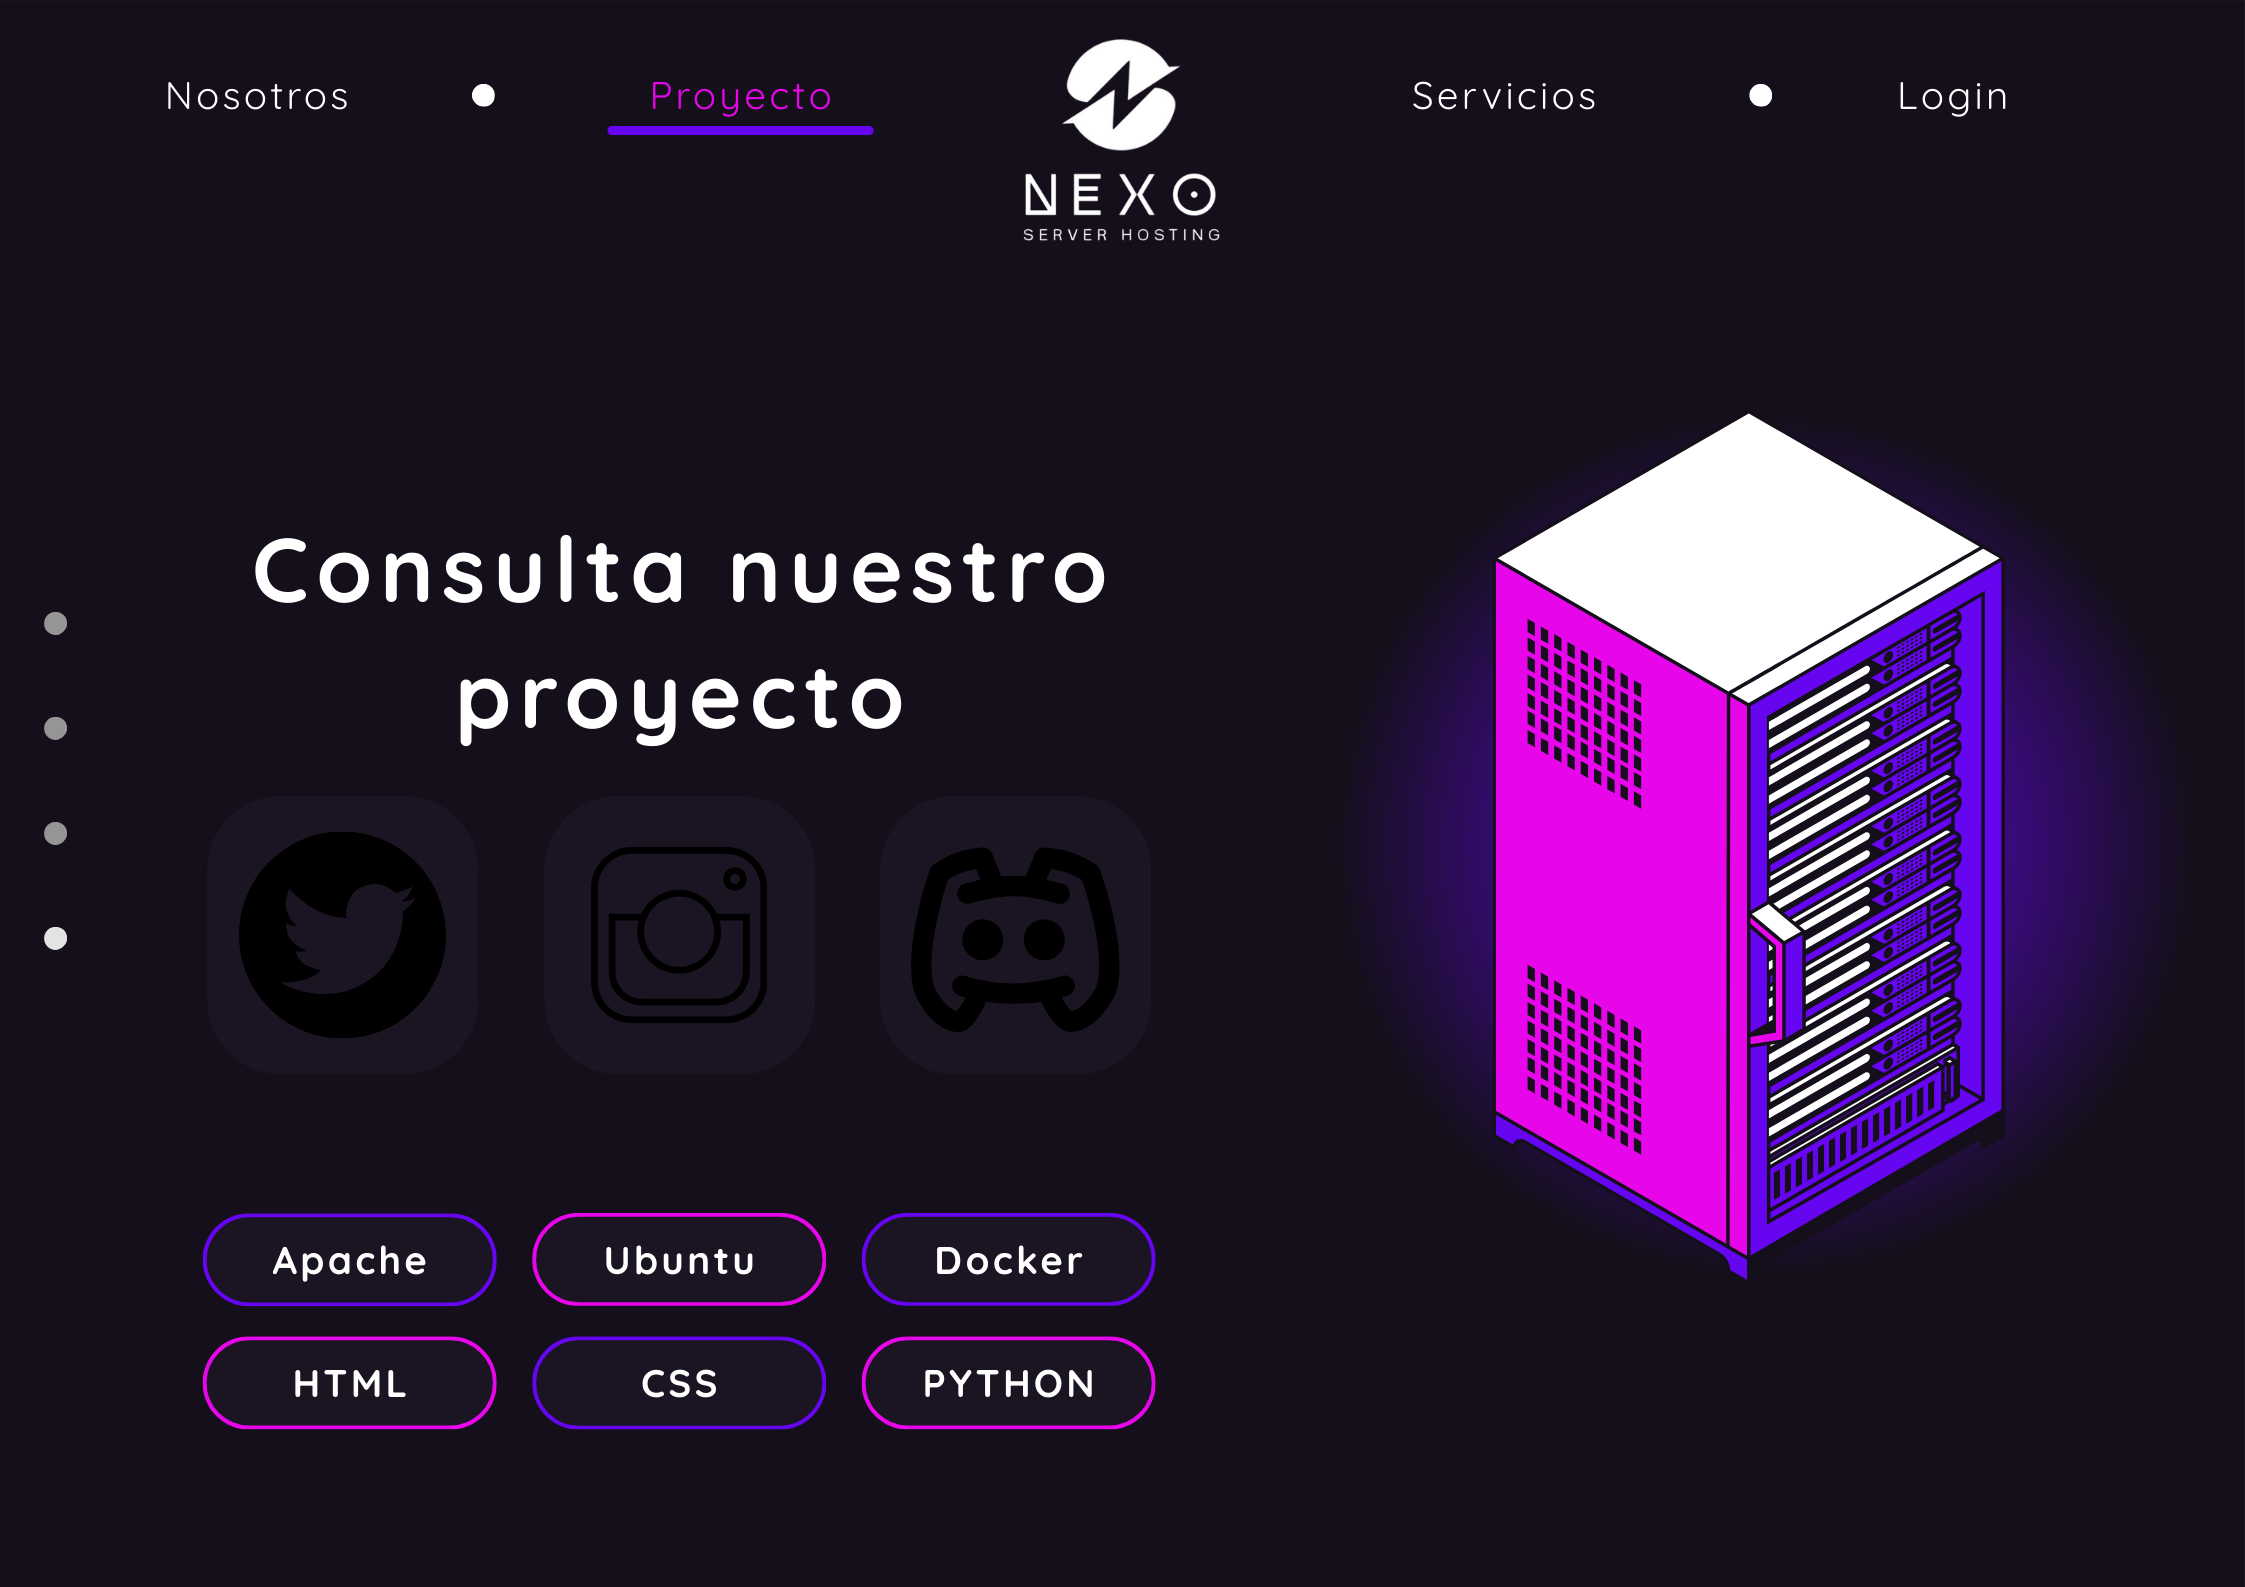 Nosotros
Proyecto
NEXO
SERVER HOSTING
Servicios
Login
Consulta nuestro
proyecto
Apache
Ubuntu
Docker
HTML
CSS
PYTHON